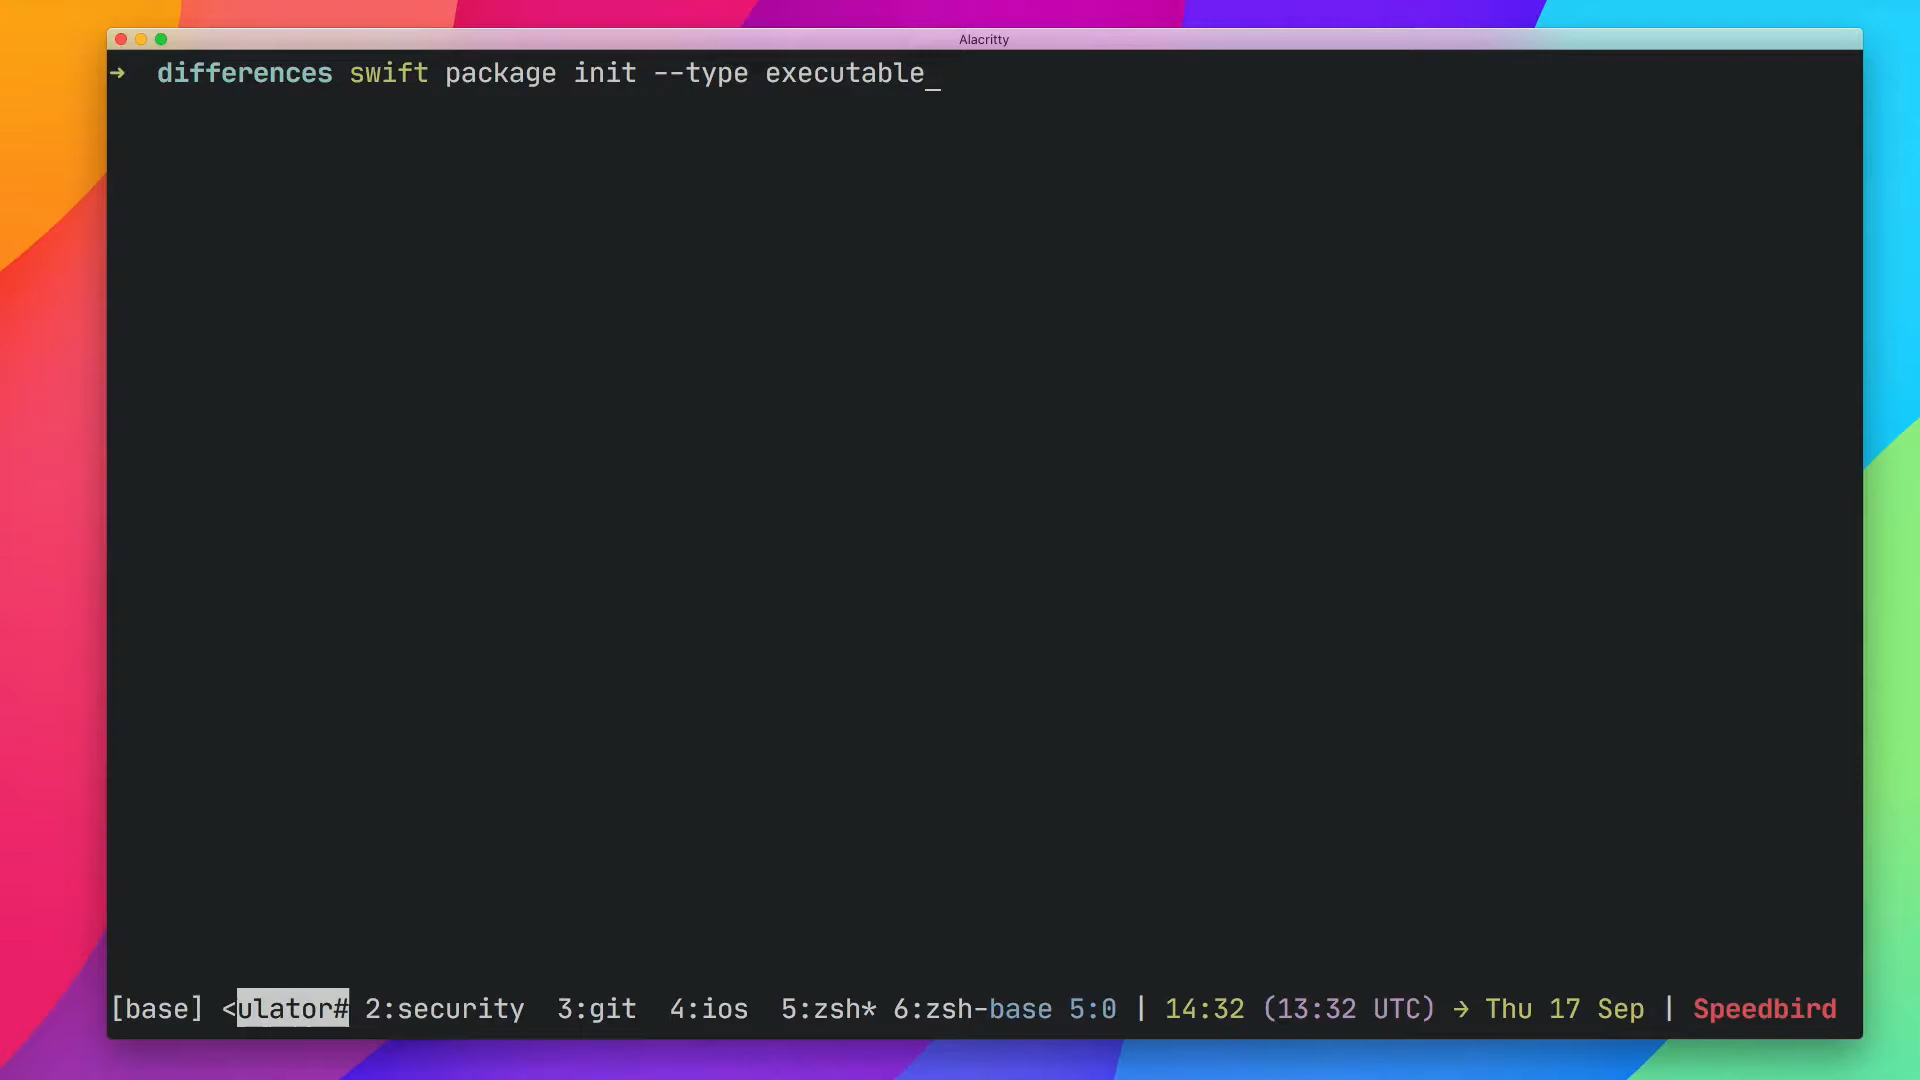 Alacritty
➜ differences swift package init --type executable_
[base] <ulator# 2:security 3:git 4:ios 5:zsh* 6:zsh-base 5:0 | 14:32 (13:32 UTC) → Thu 17 Sep | Speedbird